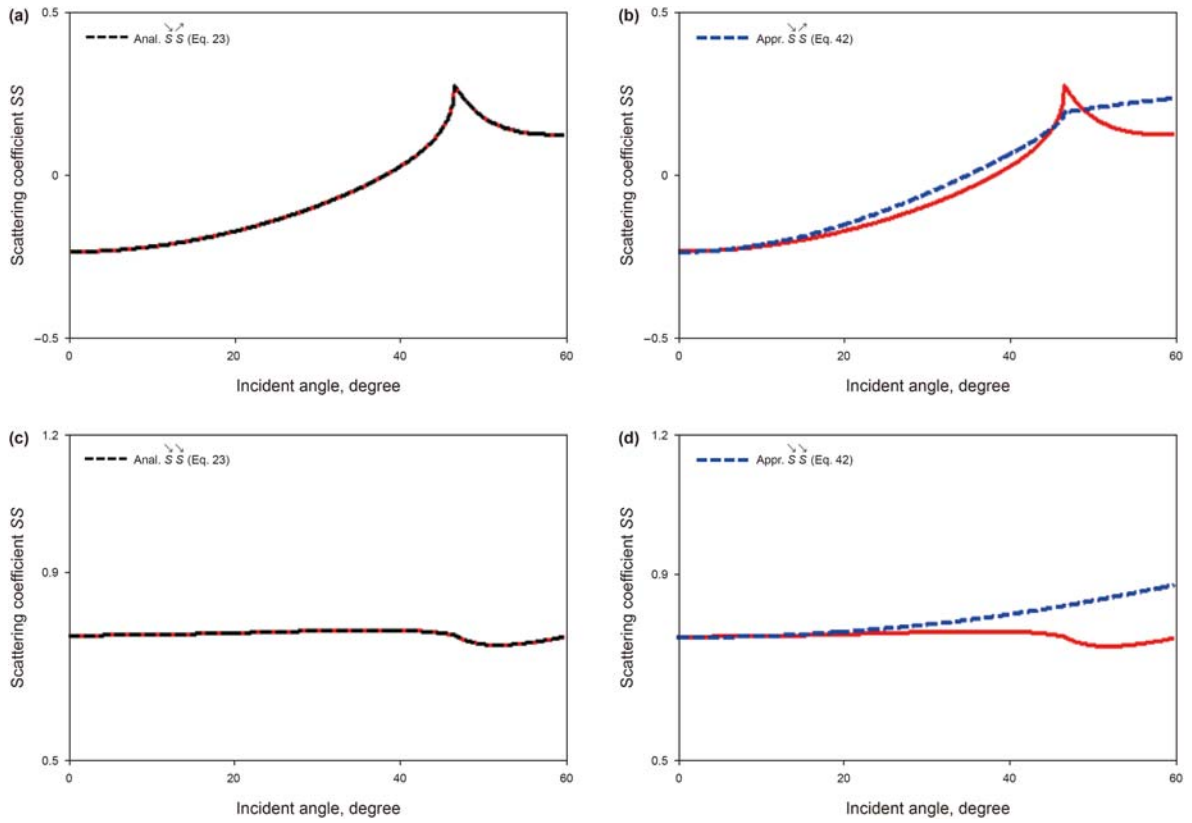 (a)
0.5
Anal. S S (Eq. 23)
Scattering coefficient SS
0
–0.5
0
20
40
60
Incident angle, degree
(b)
0.5
Appr. S S (Eq. 42)
Scattering coefficient SS
0
–0.5
0
20
40
60
Incident angle, degree
(c)
1.2
Anal. S S (Eq. 23)
Scattering coefficient SS
0.9
0.5
0
20
40
60
Incident angle, degree
(d)
1.2
Appr. S S (Eq. 42)
Scattering coefficient SS
0.9
0.5
0
20
40
60
Incident angle, degree